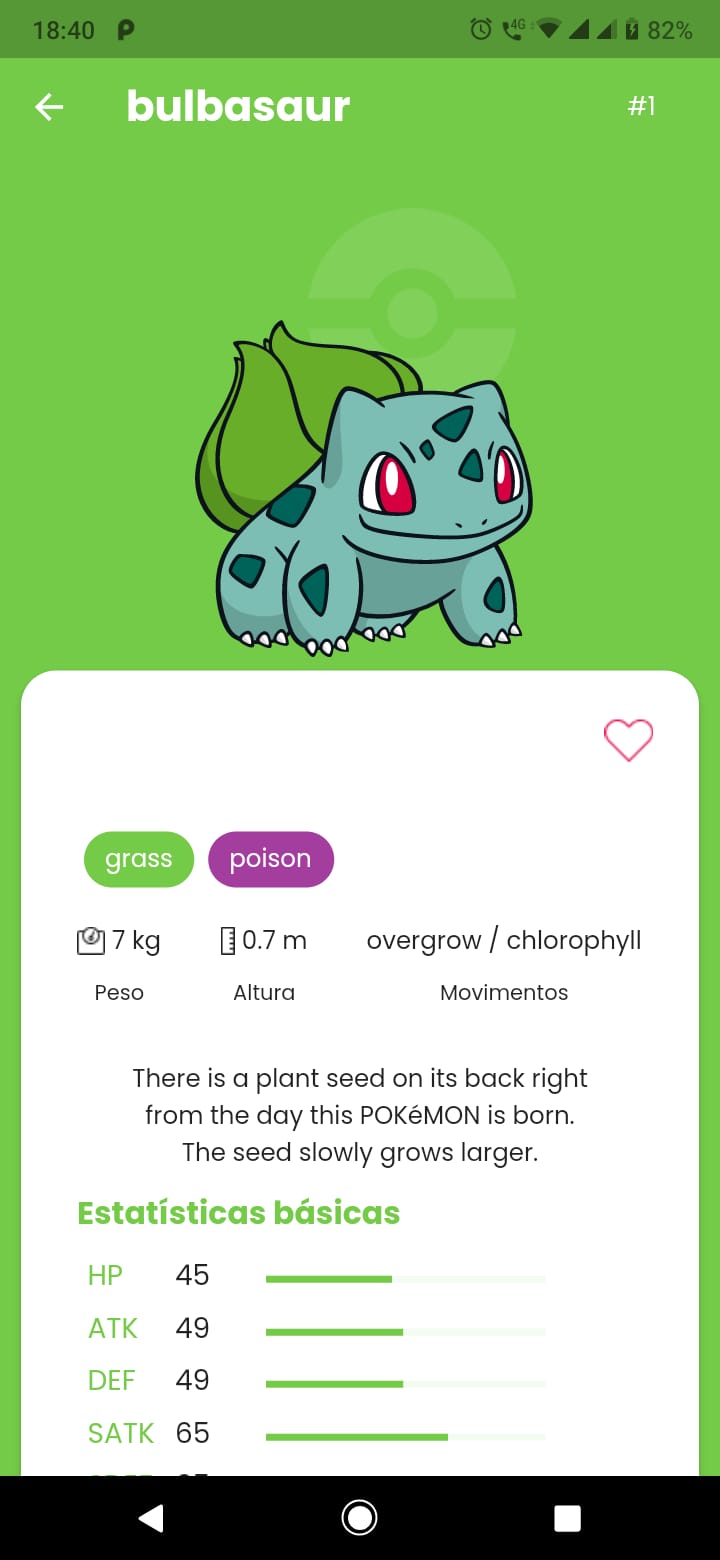 18:40
4G
82%
bulbasaur
#1
grass
poison
7 kg
0.7 m
overgrow / chlorophyll
Peso
Altura
Movimentos
There is a plant seed on its back right
from the day this POKéMON is born.
The seed slowly grows larger.
Estatísticas básicas
HP 45
ATK 49
DEF 49
SATK 65